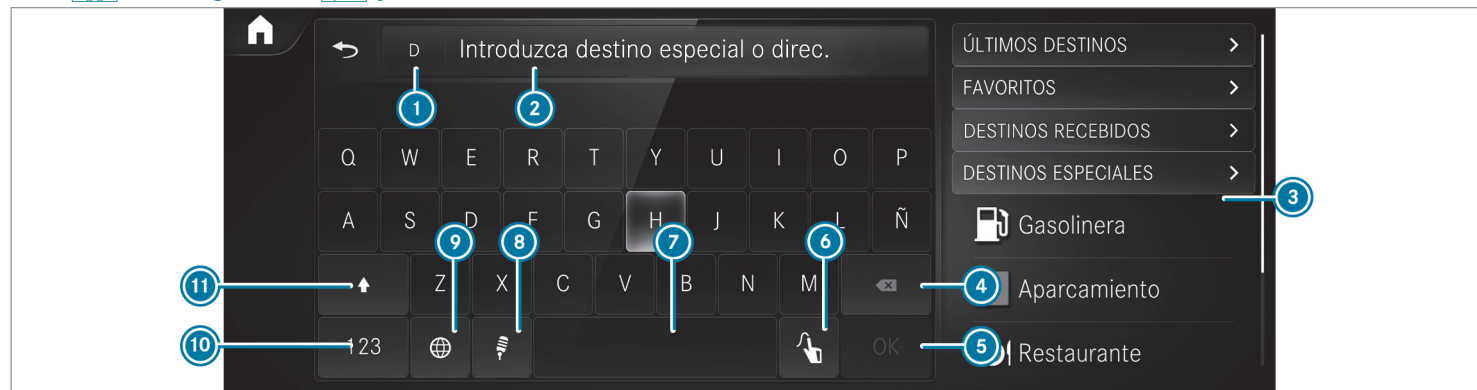 D Introduzca destino especial o direc.
1
2
ÚLTIMOS DESTINOS
FAVORITOS
DESTINOS RECEBIDOS
DESTINOS ESPECIALES
3
Gasolinera
Aparcamiento
Restaurante
Q W E R T Y U I O P
A S D F G H J K L Ñ
9 8 7 6
11 Z X C V B N M 4
10 123 OK 5